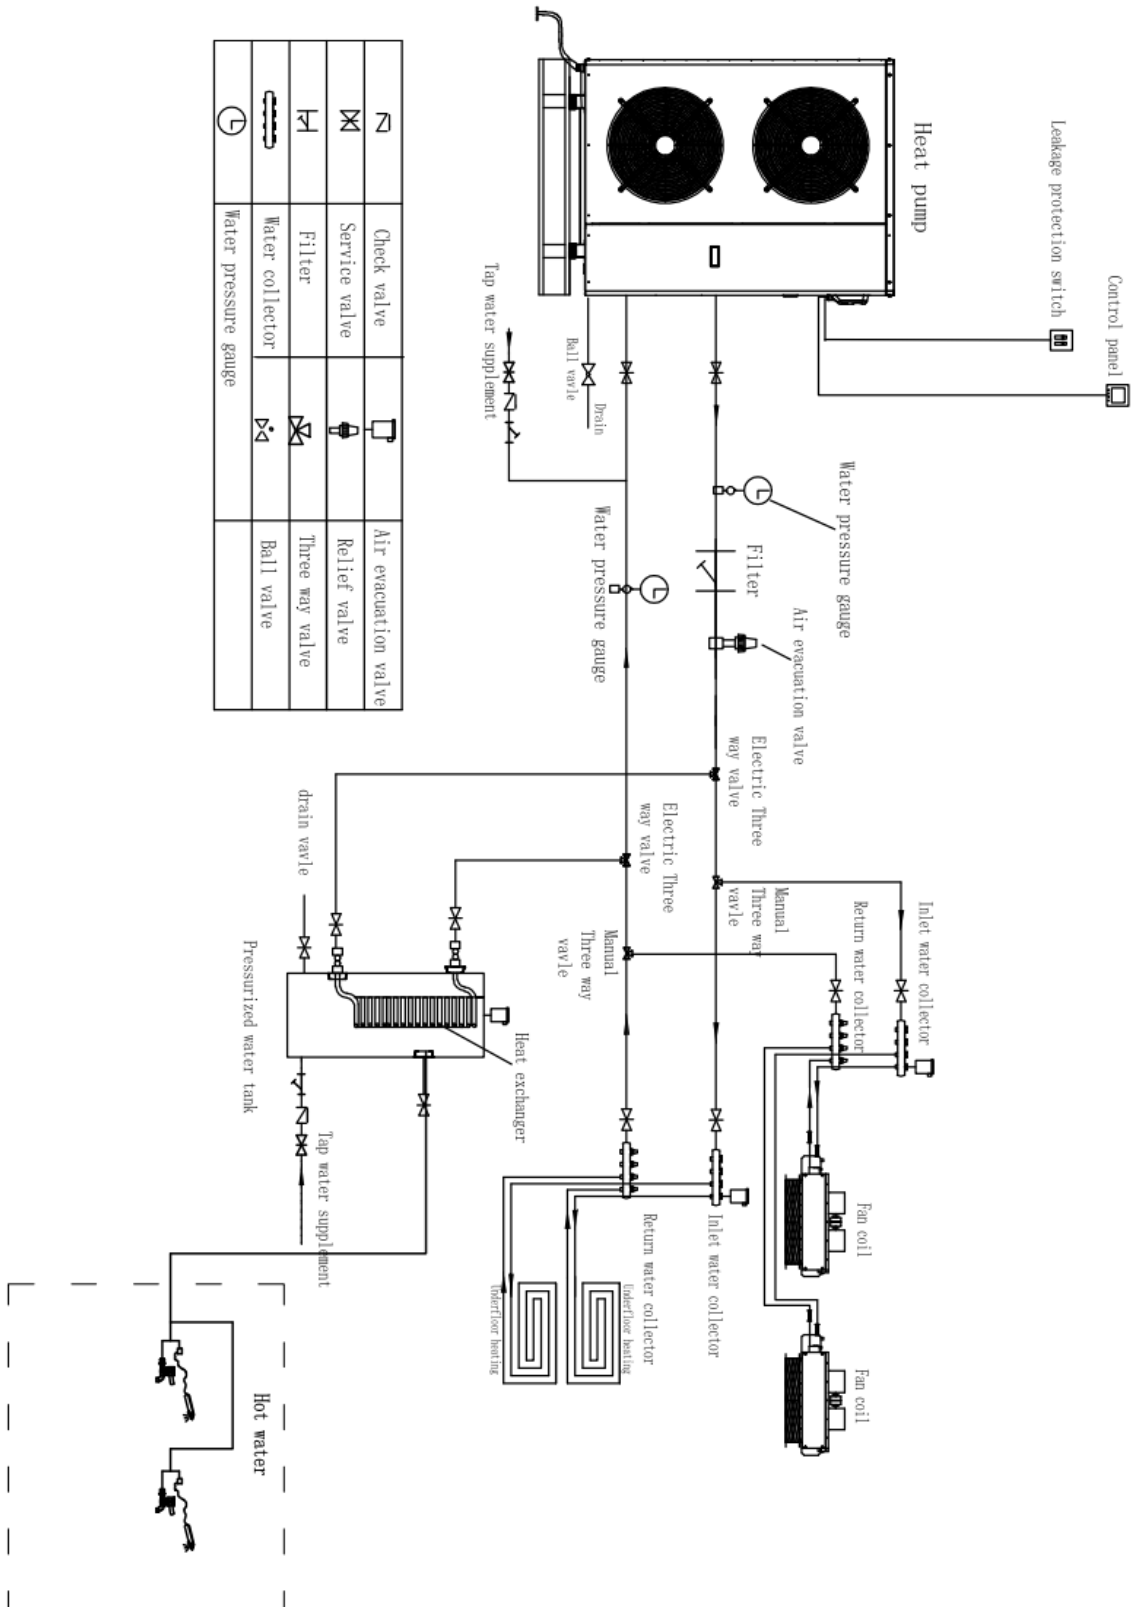 Control panel
Leakage protection switch
Heat pump
Water pressure gauge
Filter
Air evacuation valve
Electric Three
way valve
Manual
Three way
vavle
Inlet water collector
Return water collector
Fan coil
Fan coil
Tap water supplement
Ball vavle
Drain
Water pressure gauge
Electric Three
way valve
Manual
Three way
vavle
Inlet water collector
Return water collector
Underfloor heating
Underfloor heating
drain vavle
Pressurized water tank
Heat exchanger
Tap water supplement
Hot water
Check valve
Air evacuation valve
Service valve
Relief valve
Filter
Three way valve
Water collector
Ball valve
Water pressure gauge